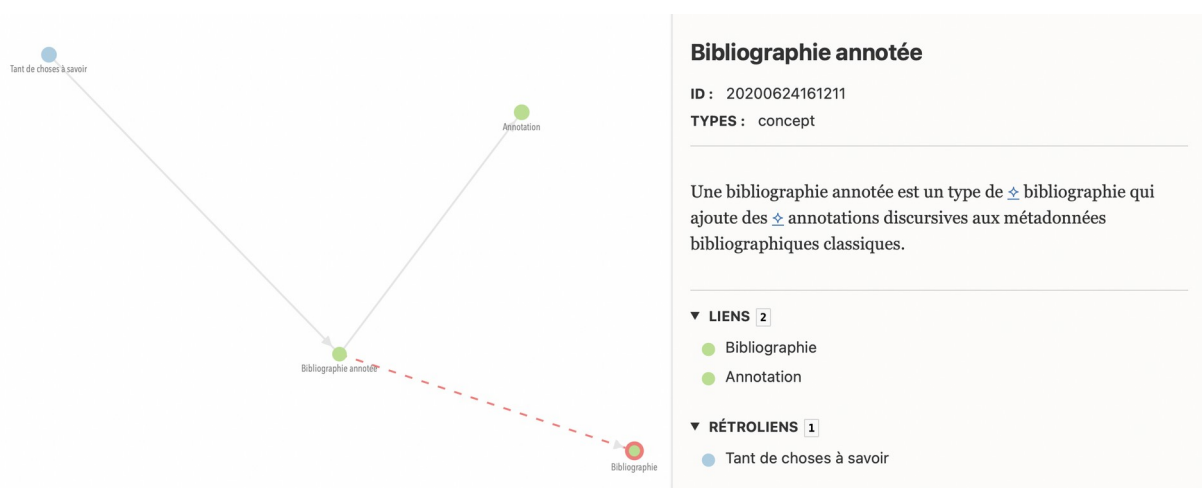 Tant de choses à savoir
Annotation
Bibliographie annotée
Bibliographie
Bibliographie annotée
ID : 20200624161211
TYPES : concept
Une bibliographie annotée est un type de ⟡ bibliographie qui
ajoute des ⟡ annotations discursives aux métadonnées
bibliographiques classiques.
▼ LIENS 2
Bibliographie
Annotation
▼ RÉTROLIENS 1
Tant de choses à savoir